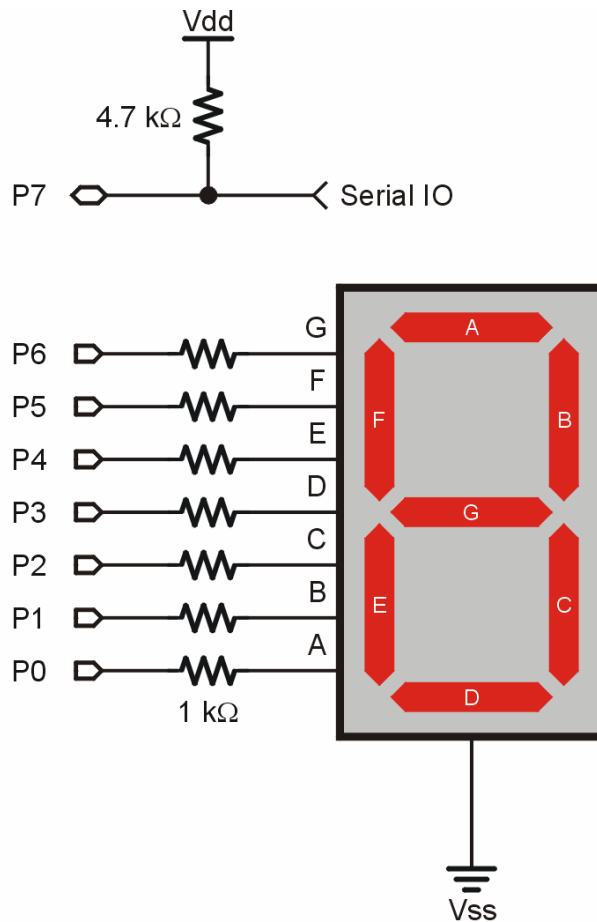 Vdd
4.7 kΩ
P7 Serial IO
P6 G
P5 F
P4 E
P3 D
P2 C
P1 B
P0 A
1 kΩ
A
F B
G
E C
D
Vss